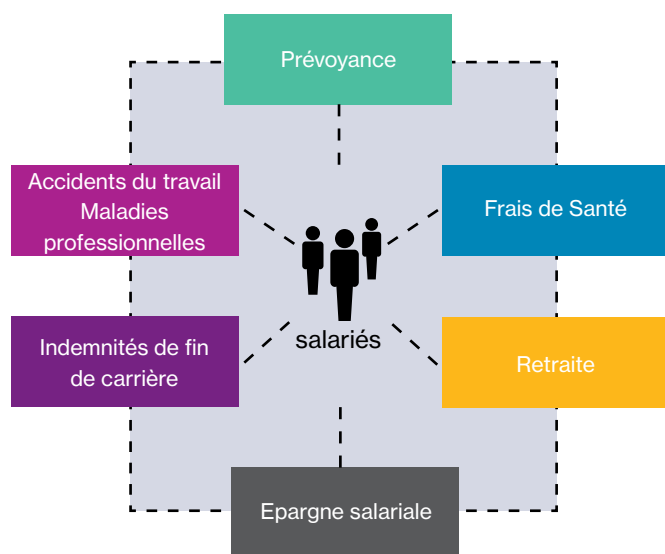 Prévoyance
Accidents du travail
Maladies
professionnelles
Frais de Santé
salariés
Indemnités de fin
de carrière
Retraite
Epargne salariale